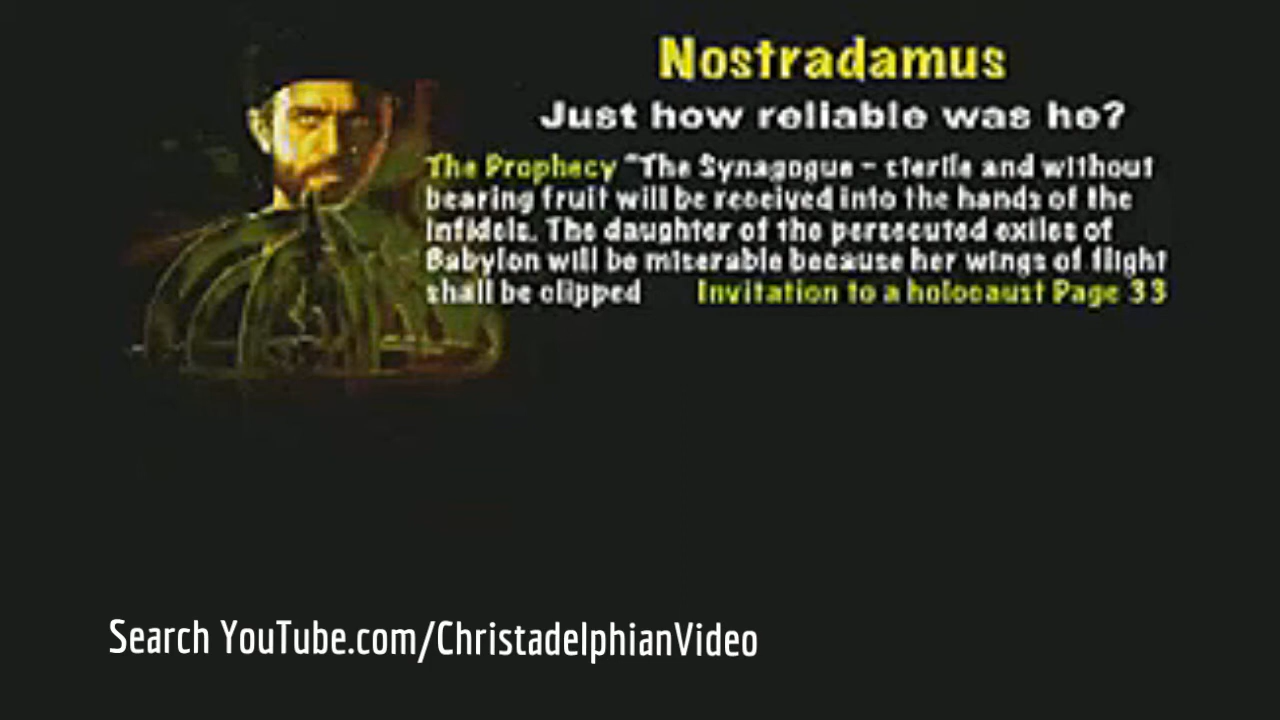 Nostradamus
Just how reliable was he?
The Prophecy "The Synagogue - sterile and without
bearing fruit will be received into the hands of the
infidels. The daughter of the persecuted exiles of
Babylon will be miserable because her wings of flight
shall be clipped Invitation to a holocaust Page 33
Search YouTube.com/ChristadelphianVideo